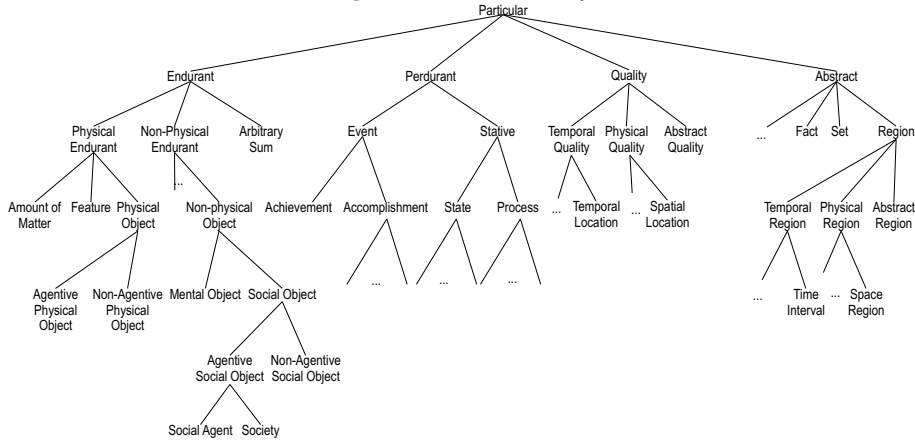 Particular
Endurant Perdurant Quality Abstract
Physical Non-Physical Arbitrary Event Stative Temporal Physical Abstract ... Fact Set Region
Endurant Endurant Sum Quality Quality Quality
...
Amount of Feature Physical Non-physical Achievement Accomplishment State Process ... Temporal ... Spatial Temporal Physical Abstract
Matter Object Object Location Location Region Region Region
... ... ...
Agentive Non-Agentive Mental Object Social Object ... Time ... Space
Physical Physical Interval Region
Object Object
Agentive Non-Agentive
Social Object Social Object
Social Agent Society